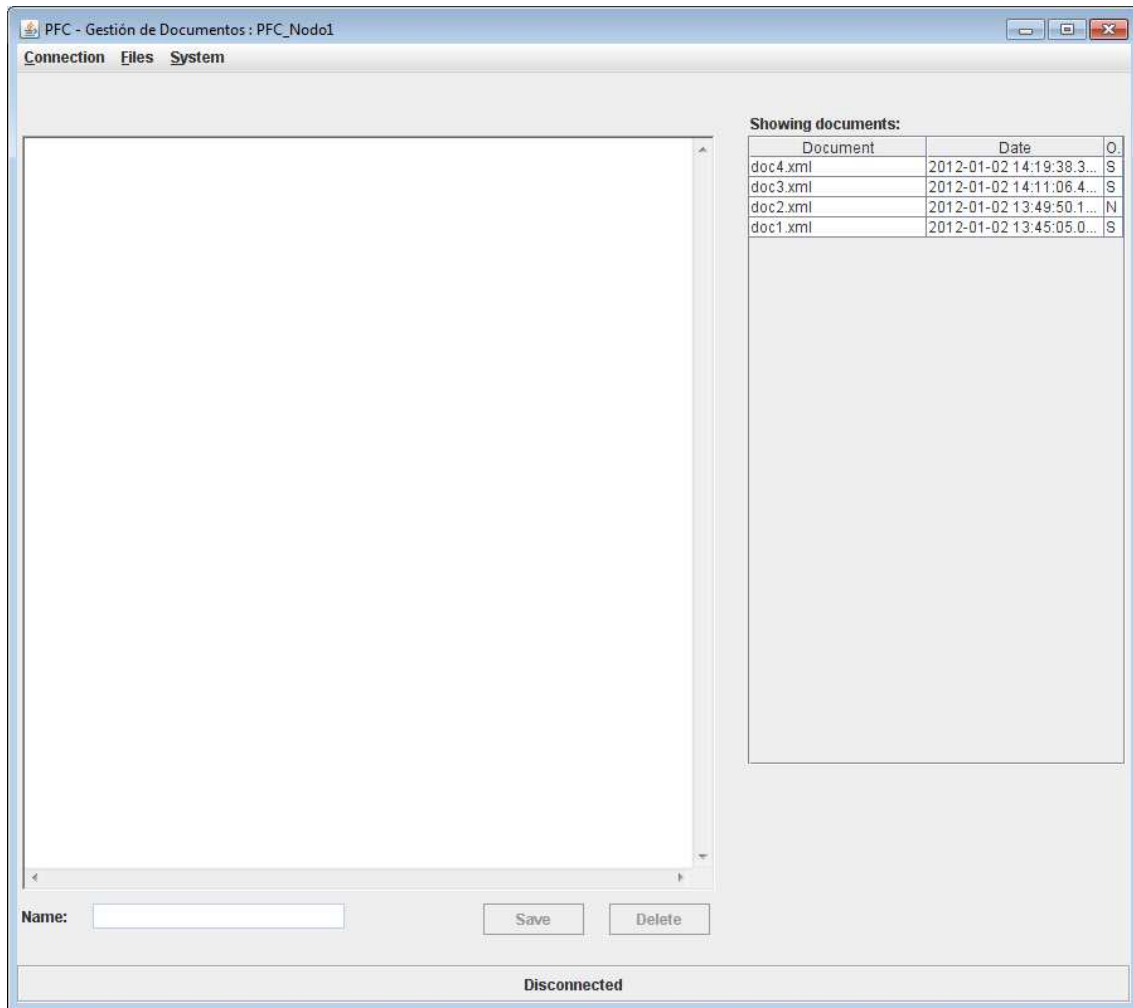 PFC - Gestión de Documentos : PFC_Nodo1
Connection Files System
Showing documents:
Document Date O.
doc4.xml 2012-01-02 14:19:38.3... S
doc3.xml 2012-01-02 14:11:06.4... S
doc2.xml 2012-01-02 13:49:50.1... N
doc1.xml 2012-01-02 13:45:05.0... S
Name: Save Delete
Disconnected